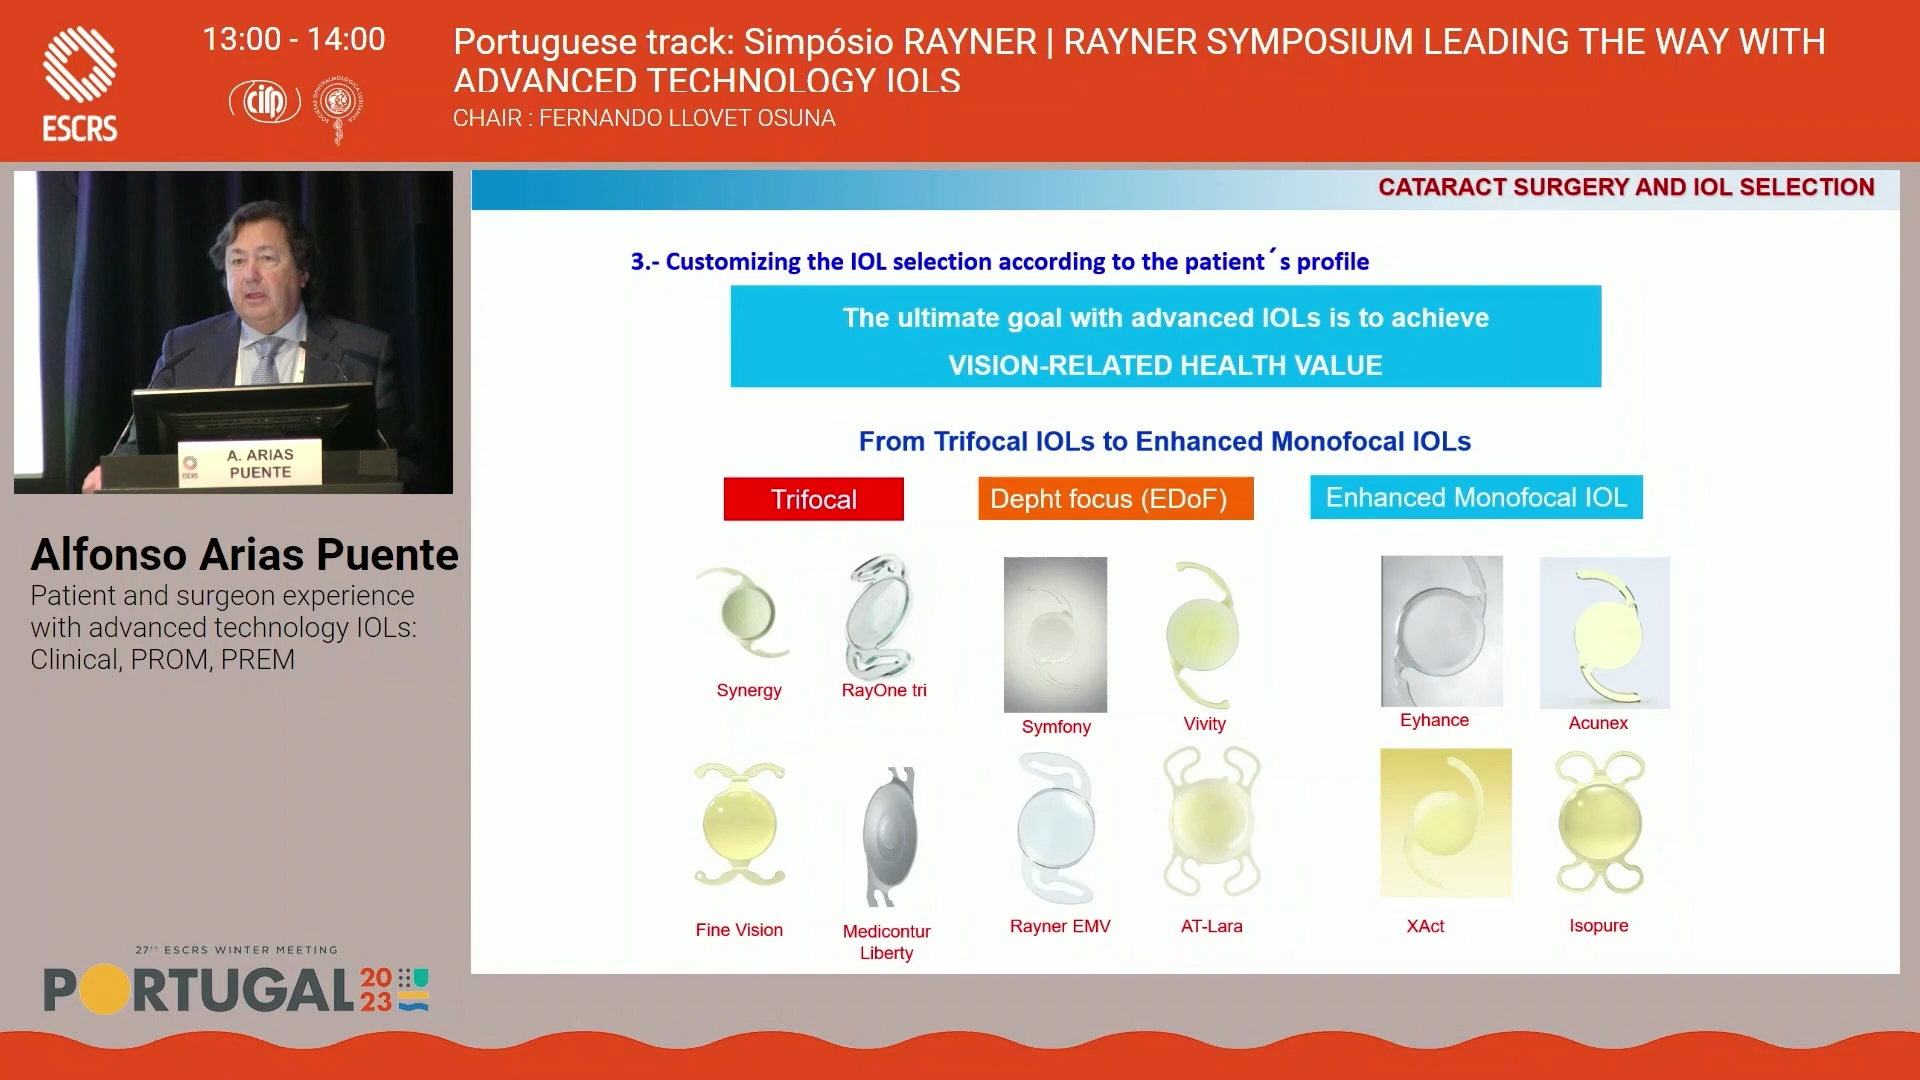 13:00 - 14:00
Portuguese track: Simpósio RAYNER | RAYNER SYMPOSIUM LEADING THE WAY WITH
ADVANCED TECHNOLOGY IOLS
CHAIR : FERNANDO LLOVET OSUNA
ESCRS
cirp
CATARACT SURGERY AND IOL SELECTION
3.- Customizing the IOL selection according to the patient´s profile
The ultimate goal with advanced IOLs is to achieve
VISION-RELATED HEALTH VALUE
From Trifocal IOLs to Enhanced Monofocal IOLs
Trifocal
Depht focus (EDoF)
Enhanced Monofocal IOL
Synergy
RayOne tri
Symfony
Vivity
Eyhance
Acunex
Fine Vision
Medicontur
Liberty
Rayner EMV
AT-Lara
XAct
Isopure
A. ARIAS
PUENTE
Alfonso Arias Puente
Patient and surgeon experience
with advanced technology IOLs:
Clinical, PROM, PREM
27th ESCRS WINTER MEETING
PORTUGAL 2023